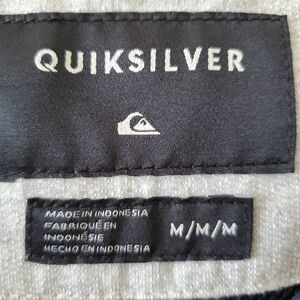 QUIKSILVER
MADE IN INDONESIA
FABRIQUÉ EN
INDONÉSIE
HECHO EN INDONESIA
M/M/M